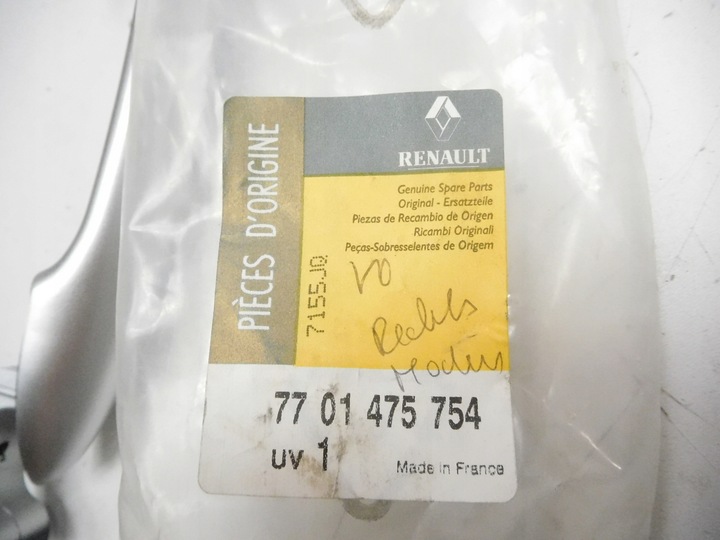 PIÈCES D'ORIGINE
RENAULT
Genuine Spare Parts
Original - Ersatzteile
Piezas de Recambio de Origen
Ricambi Originali
Peças-Sobresselentes de Origem
7155JQ
VO
Rechts
Modus
77 01 475 754
UV 1
Made in France